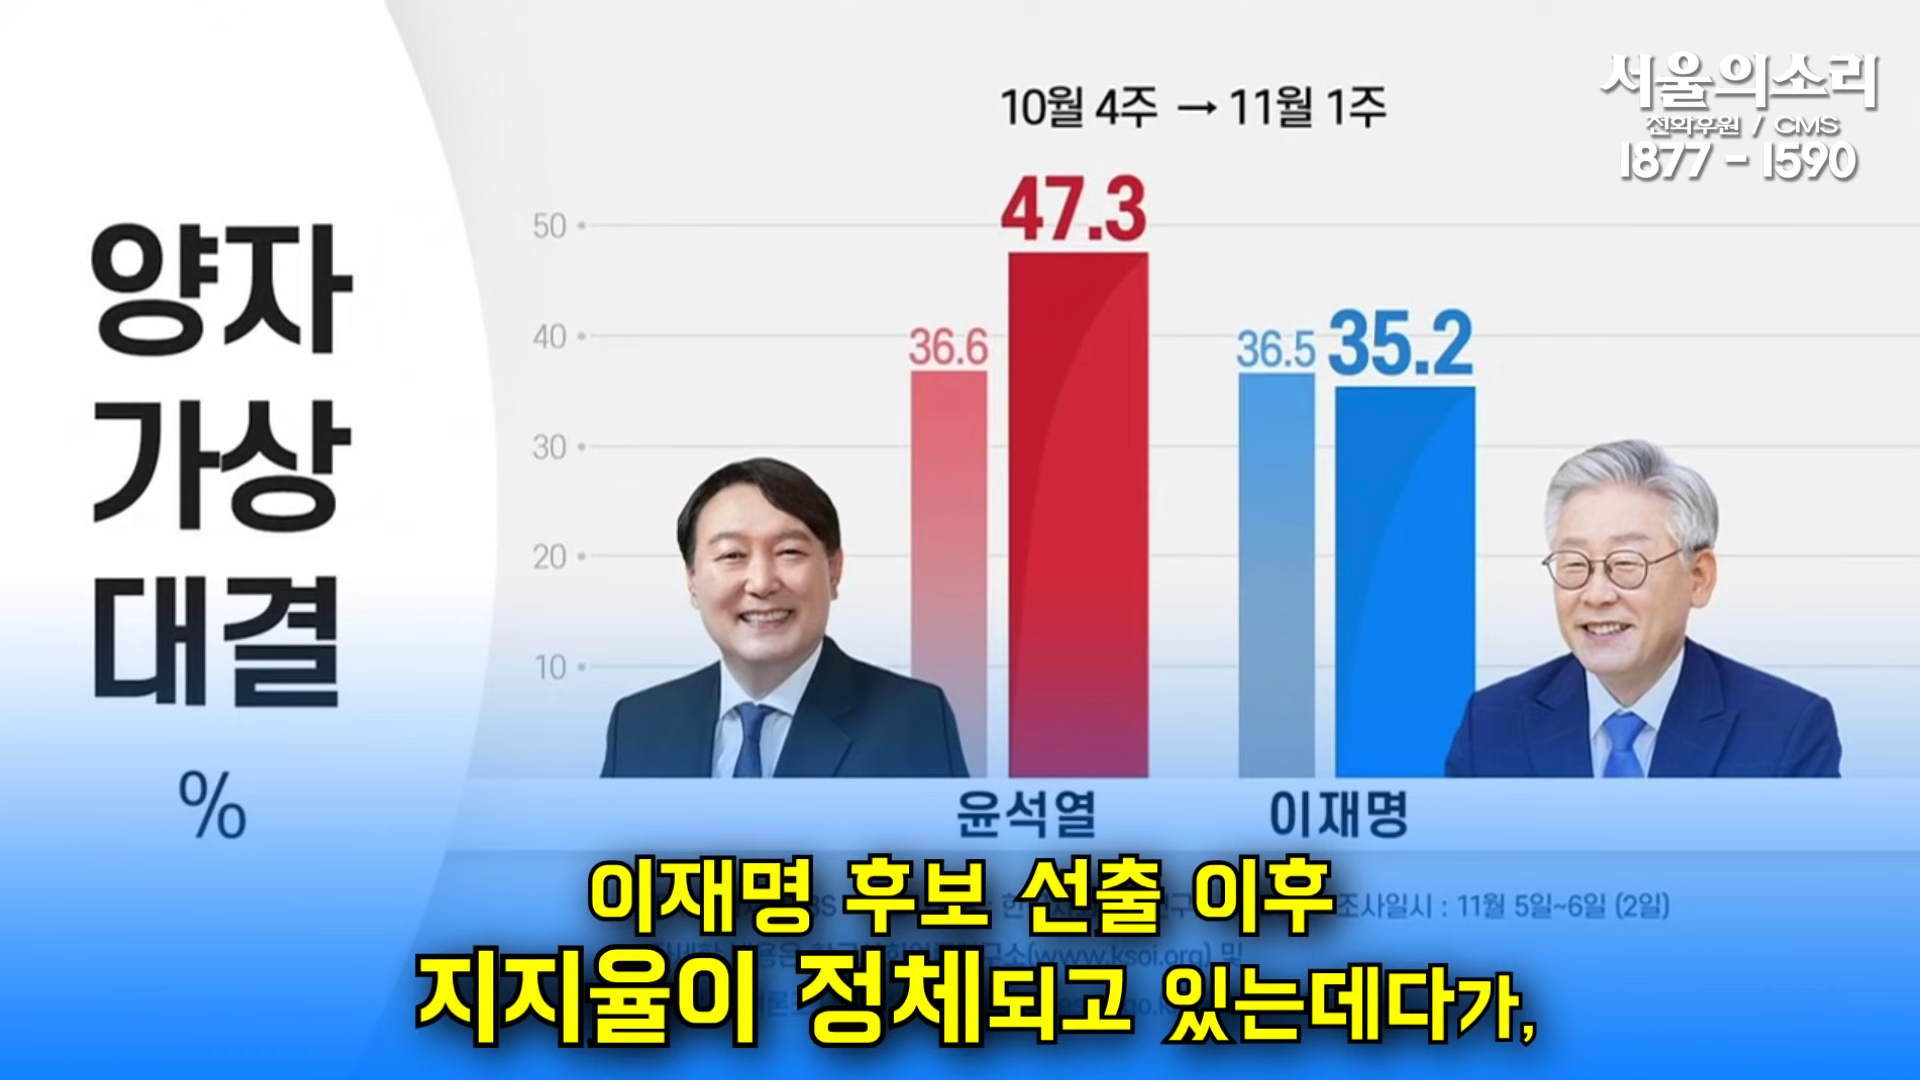 양자
가상
대결
%
10월 4주 → 11월 1주
서울의소리
전화후원 / CMS
1877 - 1590
50
40
30
20
10
36.6
47.3
36.5
35.2
윤석열
이재명
조사일시 : 11월 5일~6일 (2일)
(www.ksoi.org) 및
이재명 후보 선출 이후
지지율이 정체되고 있는데다가,